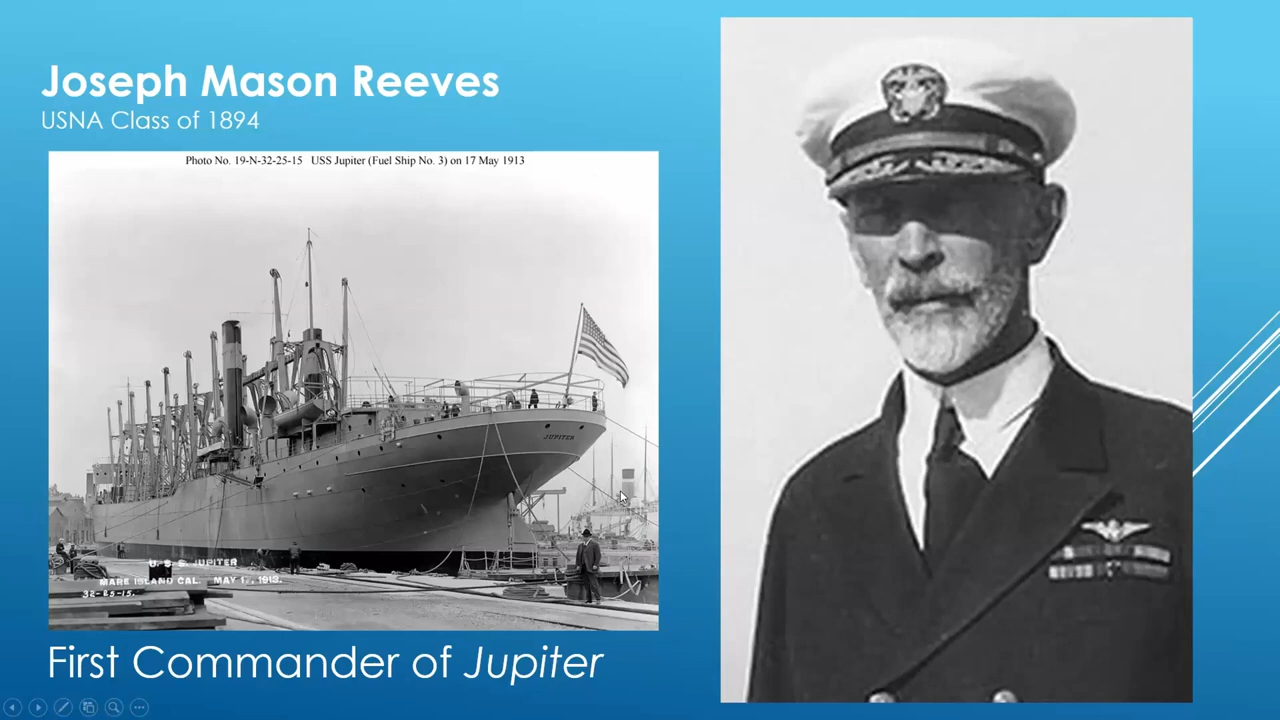 Joseph Mason Reeves
USNA Class of 1894
Photo No. 19-N-32-25-15 USS Jupiter (Fuel Ship No. 3) on 17 May 1913
JUPITER
U. S. S. JUPITER
MARE ISLAND CAL. MAY 17, 1913.
32-25-15.
First Commander of Jupiter